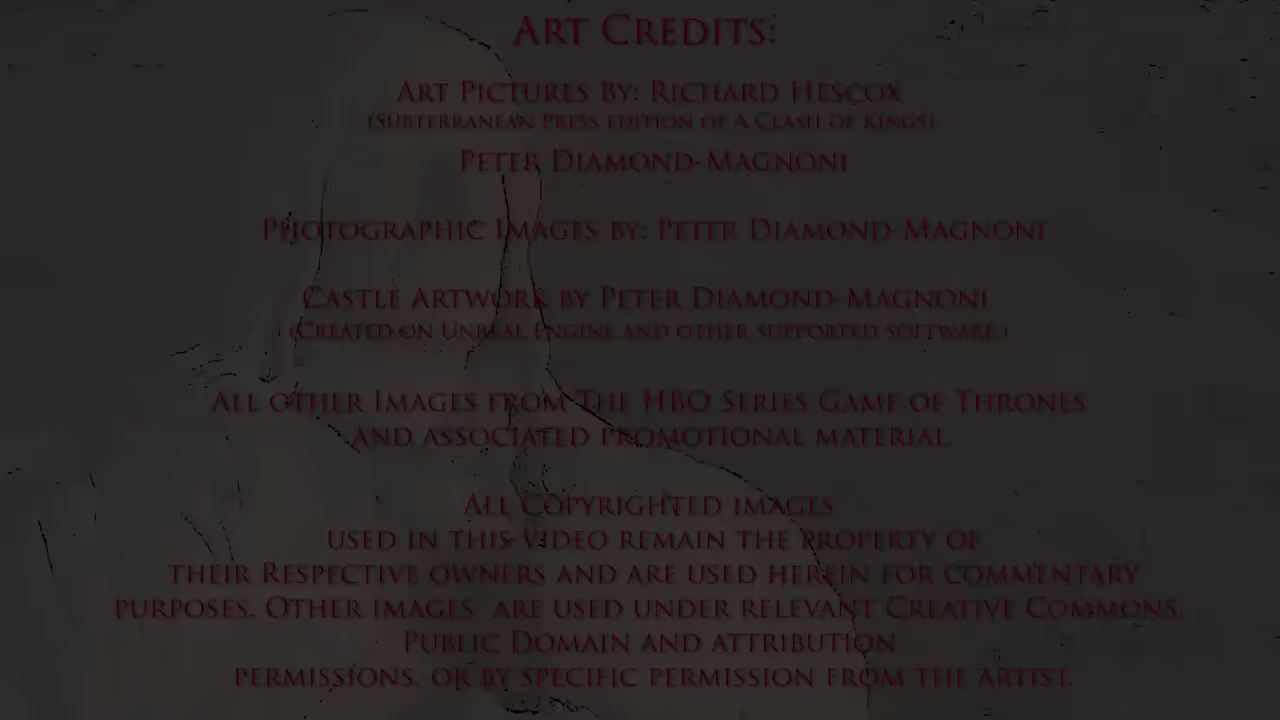 Art Credits:
Art Pictures By: Richard Hescox
(Subterranean Press edition of A Clash of Kings).
Peter Diamond-Magnoni
Photographic Images by: Peter Diamond-Magnoni
Castle Artwork by Peter Diamond-Magnoni
(Created on Unreal Engine and other supported software.)
All other Images from The HBO Series Game of Thrones
and associated promotional material.
All Copyrighted images
used in this video remain the property of
their Respective owners and are used herein for commentary
purposes. Other images are used under relevant Creative Commons,
Public Domain and attribution
permissions, or by specific permission from the artist.